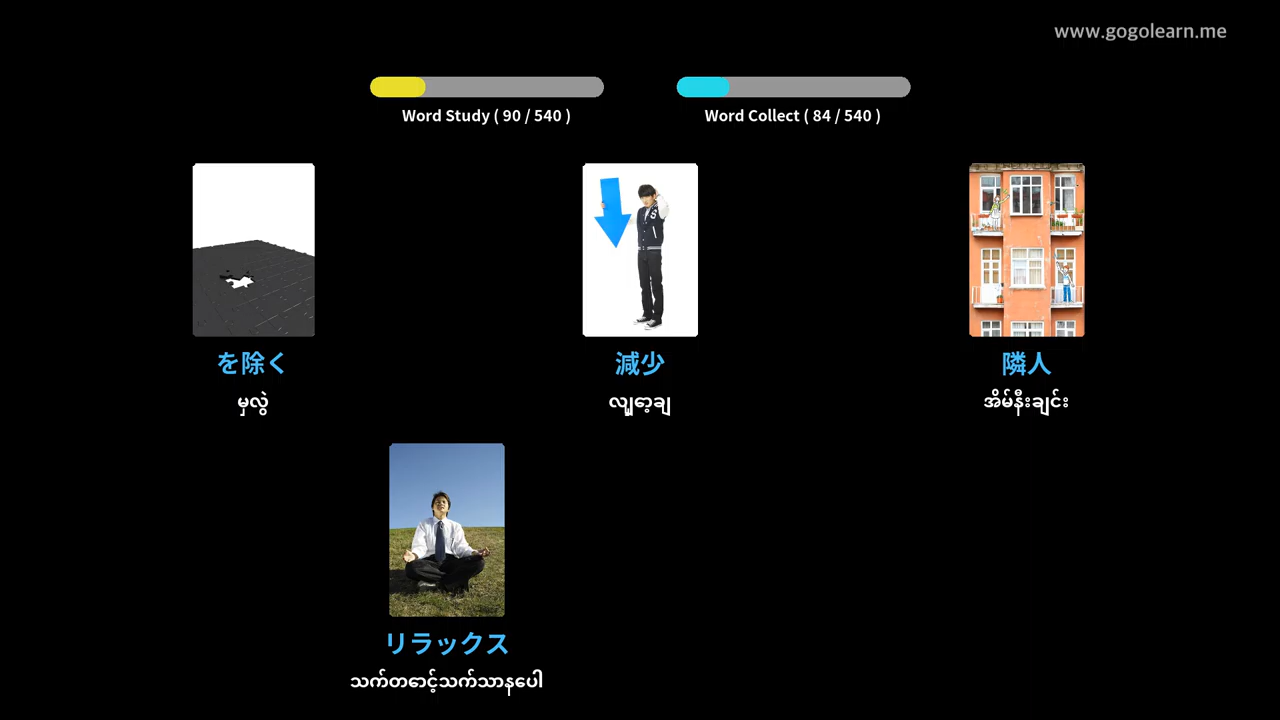 www.gogolearn.me
Word Study ( 90 / 540 )
Word Collect ( 84 / 540 )
を除く
減少
隣人
မှလွဲ
လျှော့ချ
အိမ်နီးချင်း
リラックス
သက်တောင့်သက်သာနေပါ